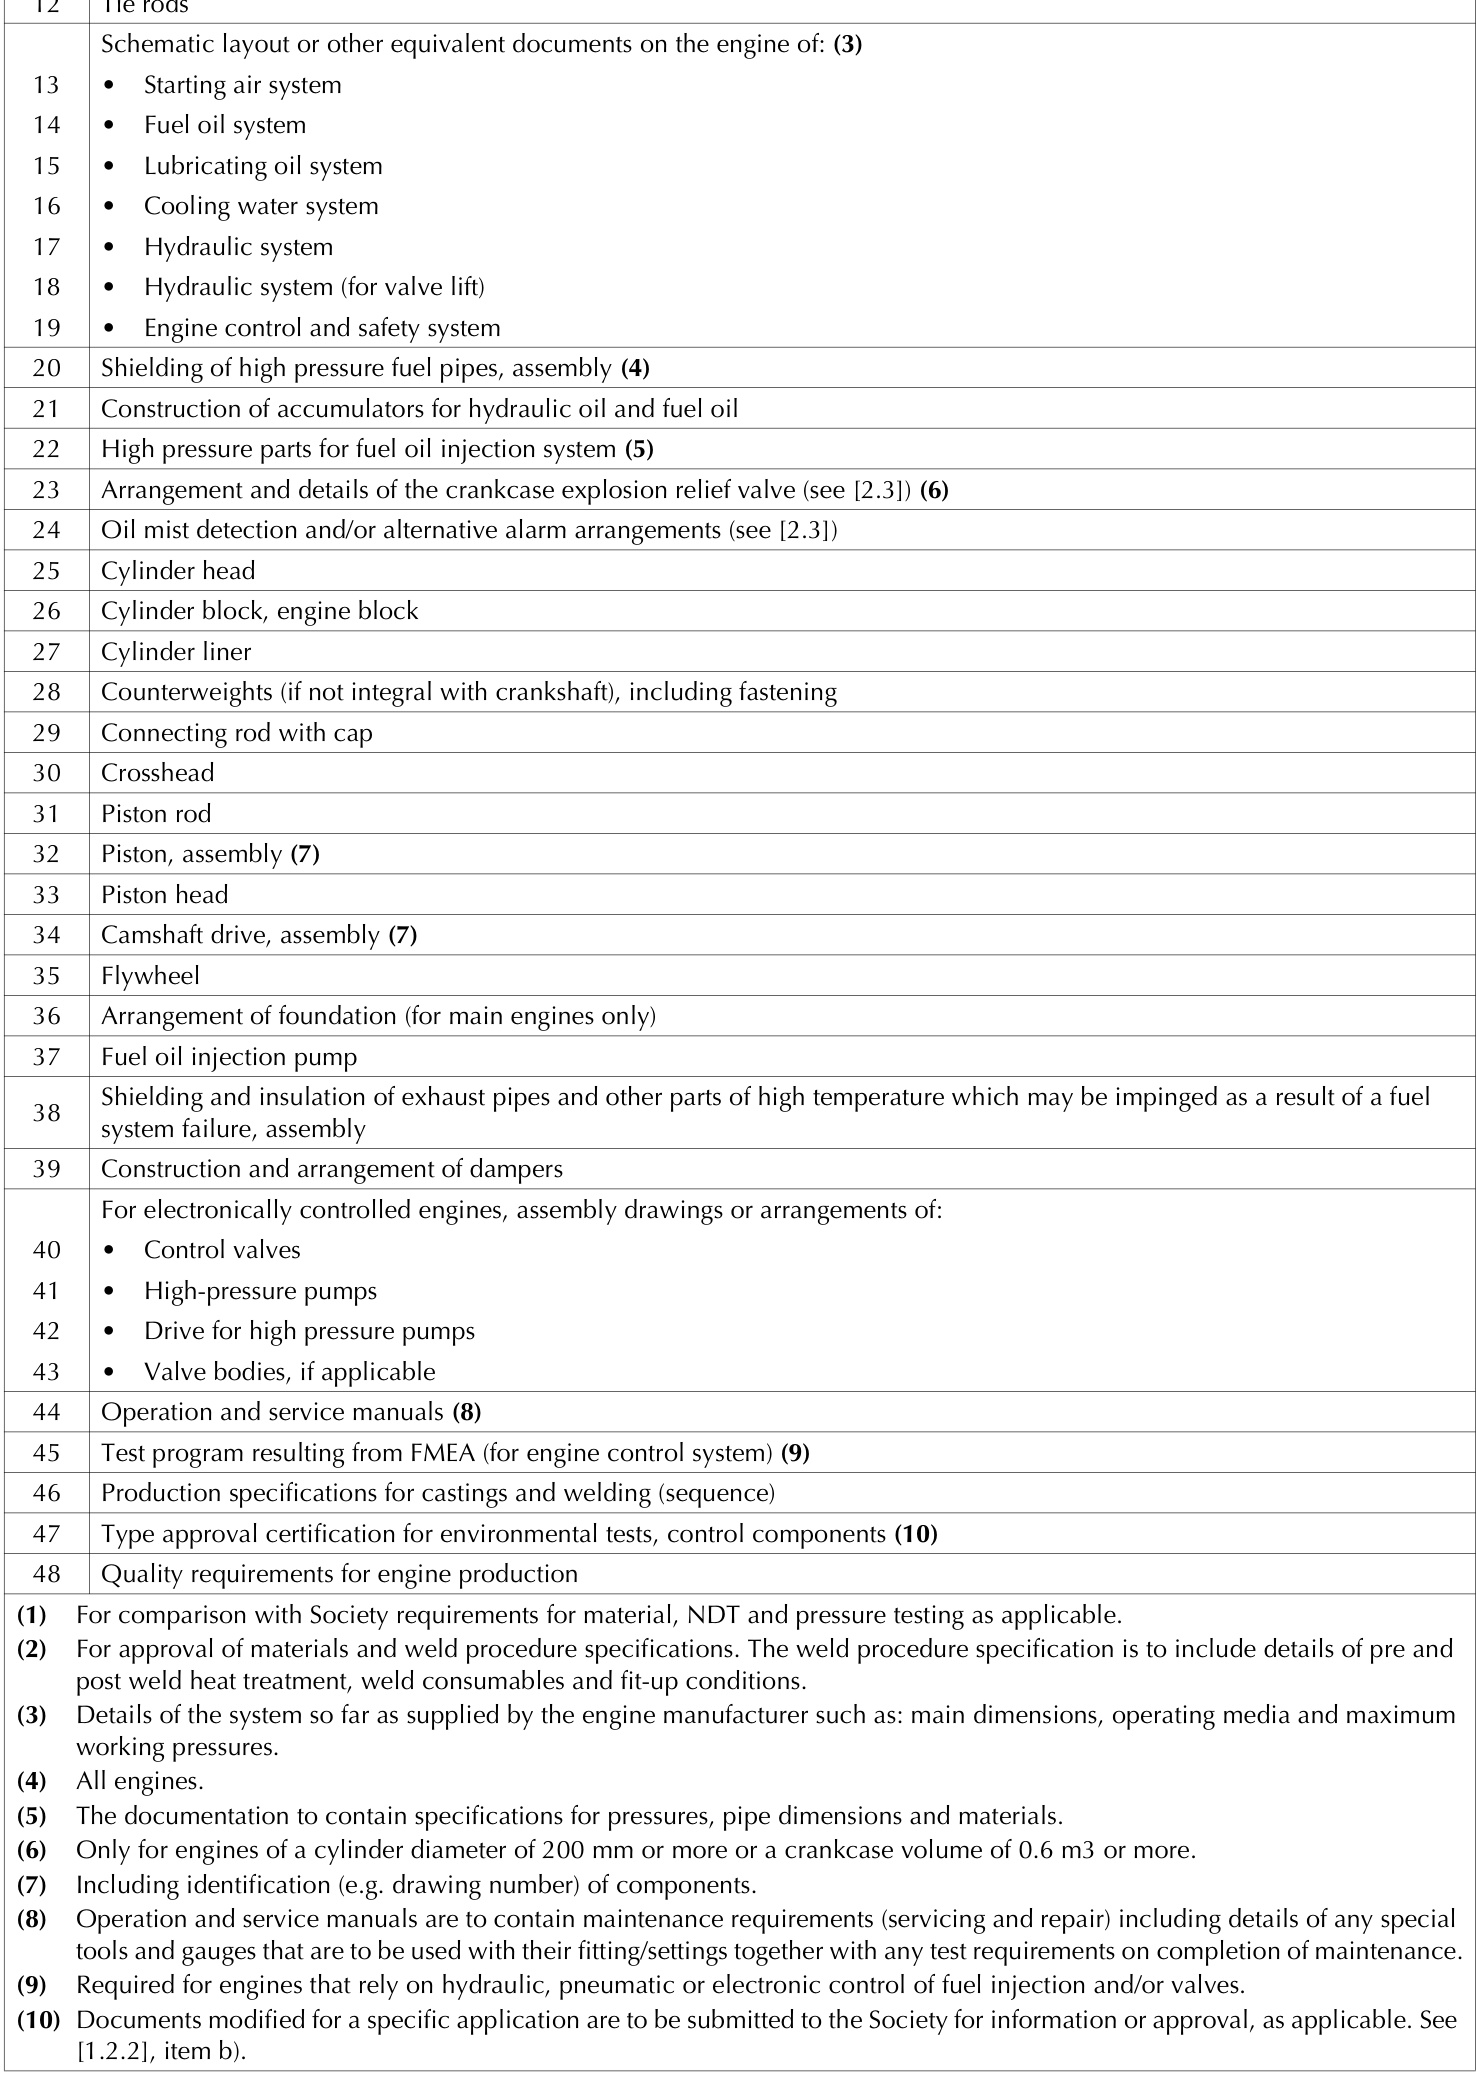 12 Tie rods
Schematic layout or other equivalent documents on the engine of: (3)
13 • Starting air system
14 • Fuel oil system
15 • Lubricating oil system
16 • Cooling water system
17 • Hydraulic system
18 • Hydraulic system (for valve lift)
19 • Engine control and safety system
20 Shielding of high pressure fuel pipes, assembly (4)
21 Construction of accumulators for hydraulic oil and fuel oil
22 High pressure parts for fuel oil injection system (5)
23 Arrangement and details of the crankcase explosion relief valve (see [2.3]) (6)
24 Oil mist detection and/or alternative alarm arrangements (see [2.3])
25 Cylinder head
26 Cylinder block, engine block
27 Cylinder liner
28 Counterweights (if not integral with crankshaft), including fastening
29 Connecting rod with cap
30 Crosshead
31 Piston rod
32 Piston, assembly (7)
33 Piston head
34 Camshaft drive, assembly (7)
35 Flywheel
36 Arrangement of foundation (for main engines only)
37 Fuel oil injection pump
38 Shielding and insulation of exhaust pipes and other parts of high temperature which may be impinged as a result of a fuel
system failure, assembly
39 Construction and arrangement of dampers
For electronically controlled engines, assembly drawings or arrangements of:
40 • Control valves
41 • High-pressure pumps
42 • Drive for high pressure pumps
43 • Valve bodies, if applicable
44 Operation and service manuals (8)
45 Test program resulting from FMEA (for engine control system) (9)
46 Production specifications for castings and welding (sequence)
47 Type approval certification for environmental tests, control components (10)
48 Quality requirements for engine production
(1) For comparison with Society requirements for material, NDT and pressure testing as applicable.
(2) For approval of materials and weld procedure specifications. The weld procedure specification is to include details of pre and
post weld heat treatment, weld consumables and fit-up conditions.
(3) Details of the system so far as supplied by the engine manufacturer such as: main dimensions, operating media and maximum
working pressures.
(4) All engines.
(5) The documentation to contain specifications for pressures, pipe dimensions and materials.
(6) Only for engines of a cylinder diameter of 200 mm or more or a crankcase volume of 0.6 m3 or more.
(7) Including identification (e.g. drawing number) of components.
(8) Operation and service manuals are to contain maintenance requirements (servicing and repair) including details of any special
tools and gauges that are to be used with their fitting/settings together with any test requirements on completion of maintenance.
(9) Required for engines that rely on hydraulic, pneumatic or electronic control of fuel injection and/or valves.
(10) Documents modified for a specific application are to be submitted to the Society for information or approval, as applicable. See
[1.2.2], item b).